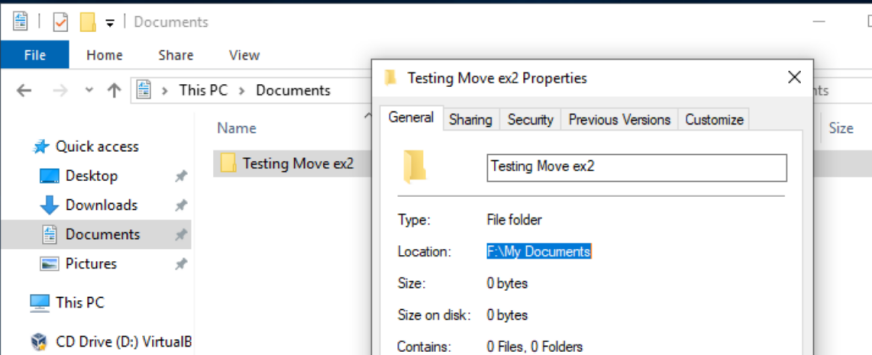 Documents
File Home Share View
This PC Documents
Testing Move ex2 Properties
General Sharing Security Previous Versions Customize
Name
Size
Quick access
Desktop
Downloads
Documents
Pictures
This PC
CD Drive (D:) VirtualB
Testing Move ex2
Testing Move ex2
Type: File folder
Location: F:\My Documents
Size: 0 bytes
Size on disk: 0 bytes
Contains: 0 Files, 0 Folders